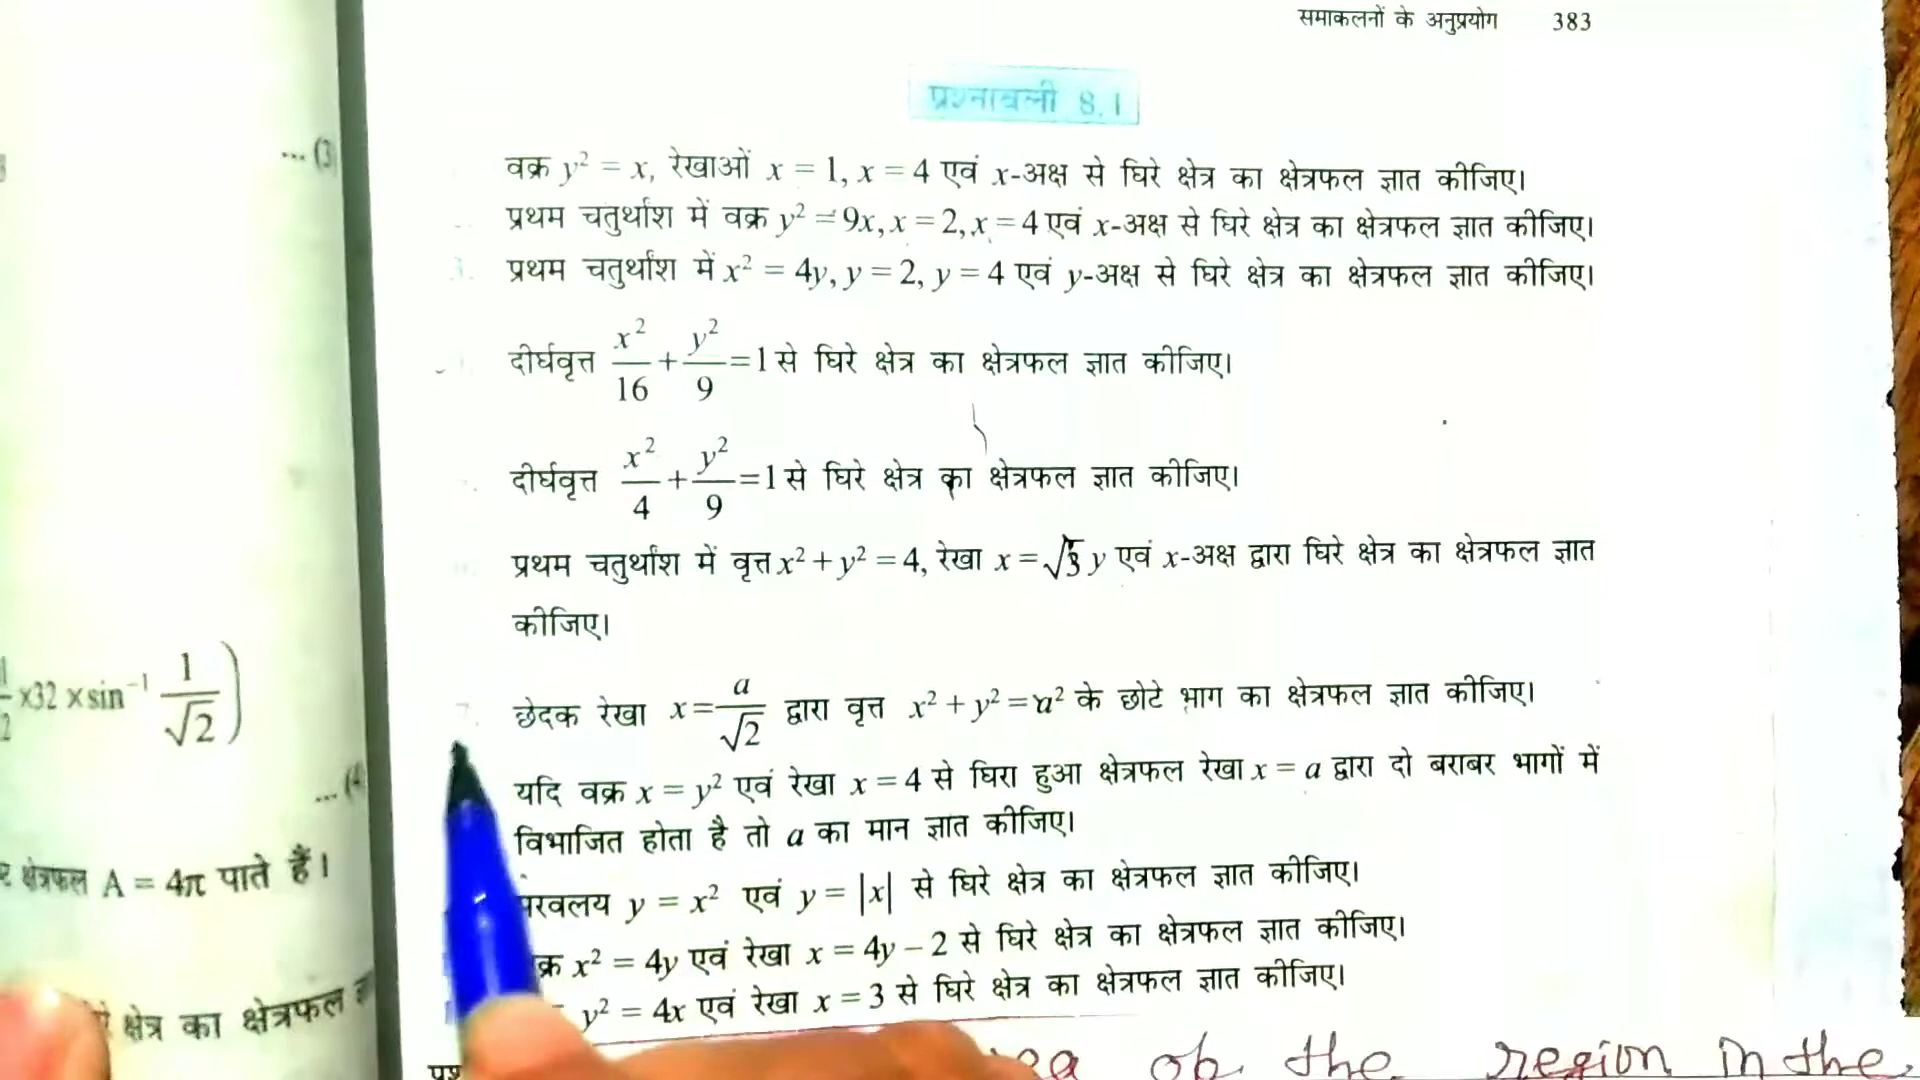 समाकलनों के अनुप्रयोग 383
प्रश्नावली 8.1
... (3)
वक्र y² = x, रेखाओं x = 1, x = 4 एवं x-अक्ष से घिरे क्षेत्र का क्षेत्रफल ज्ञात कीजिए।
प्रथम चतुर्थांश में वक्र y² = 9x, x = 2, x = 4 एवं x-अक्ष से घिरे क्षेत्र का क्षेत्रफल ज्ञात कीजिए।
3. प्रथम चतुर्थांश में x² = 4y, y = 2, y = 4 एवं y-अक्ष से घिरे क्षेत्र का क्षेत्रफल ज्ञात कीजिए।
दीर्घवृत्त x²/16 + y²/9 = 1 से घिरे क्षेत्र का क्षेत्रफल ज्ञात कीजिए।
दीर्घवृत्त x²/4 + y²/9 = 1 से घिरे क्षेत्र का क्षेत्रफल ज्ञात कीजिए।
प्रथम चतुर्थांश में वृत्त x² + y² = 4, रेखा x = √3 y एवं x-अक्ष द्वारा घिरे क्षेत्र का क्षेत्रफल ज्ञात
कीजिए।
7. छेदक रेखा x = a/√2 द्वारा वृत्त x² + y² = a² के छोटे भाग का क्षेत्रफल ज्ञात कीजिए।
यदि वक्र x = y² एवं रेखा x = 4 से घिरा हुआ क्षेत्रफल रेखा x = a द्वारा दो बराबर भागों में
विभाजित होता है तो a का मान ज्ञात कीजिए।
परवलय y = x² एवं y = |x| से घिरे क्षेत्र का क्षेत्रफल ज्ञात कीजिए।
x² = 4y एवं रेखा x = 4y – 2 से घिरे क्षेत्र का क्षेत्रफल ज्ञात कीजिए।
y² = 4x एवं रेखा x = 3 से घिरे क्षेत्र का क्षेत्रफल ज्ञात कीजिए।
×32 × sin⁻¹ 1/√2)
... (4
क्षेत्रफल A = 4π पाते हैं।
क्षेत्र का क्षेत्रफल
of the region in the